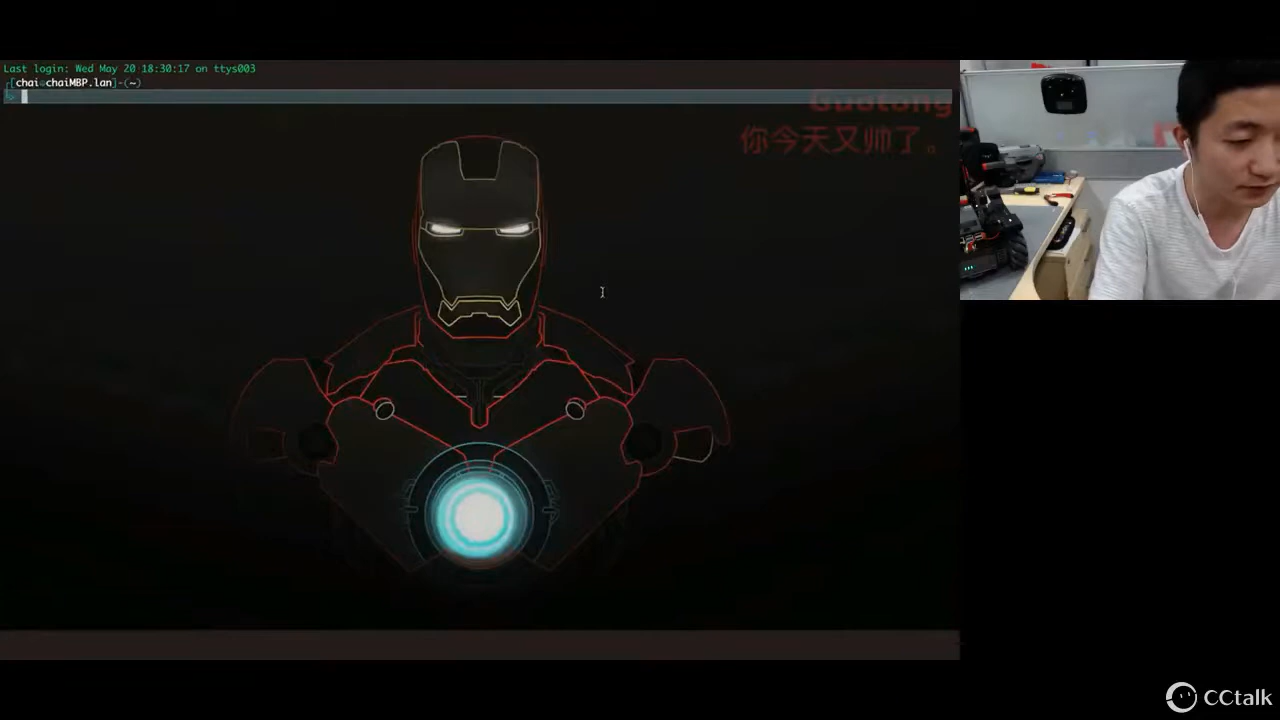 Last login: Wed May 20 18:30:17 on ttys003
[chai@chaiMBP.lan]-(~)
Guotong
你今天又帅了。
CCtalk